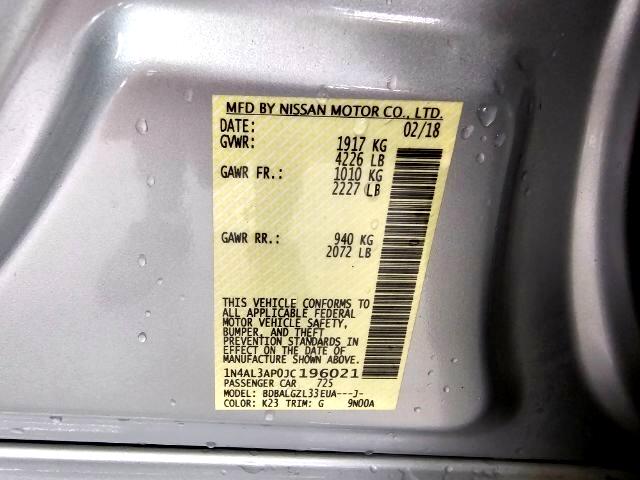 MFD BY NISSAN MOTOR CO., LTD.
DATE: 02/18
GVWR: 1917 KG
4226 LB
GAWR FR.: 1010 KG
2227 LB
GAWR RR.: 940 KG
2072 LB
THIS VEHICLE CONFORMS TO
ALL APPLICABLE FEDERAL
MOTOR VEHICLE SAFETY,
BUMPER, AND THEFT
PREVENTION STANDARDS IN
EFFECT ON THE DATE OF
MANUFACTURE SHOWN ABOVE.
1N4AL3AP0JC196021
PASSENGER CAR 725
MODEL: BDBALGZL33EUA---J-
COLOR: K23 TRIM: G 9N00A